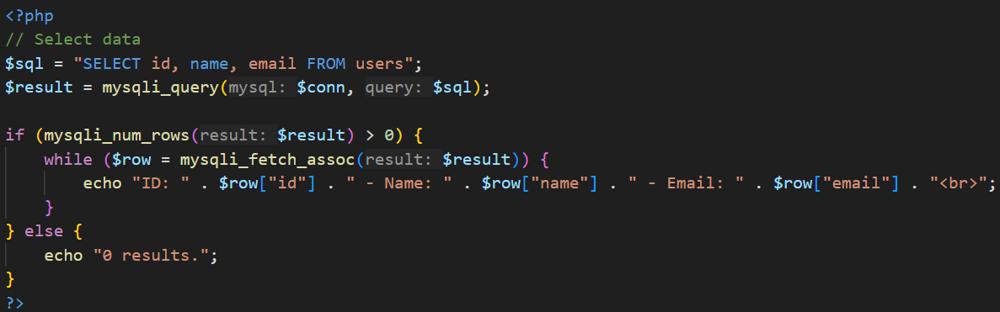 <?php
// Select data
$sql = "SELECT id, name, email FROM users";
$result = mysqli_query(mysql: $conn, query: $sql);
if (mysqli_num_rows(result: $result) > 0) {
while ($row = mysqli_fetch_assoc(result: $result)) {
echo "ID: " . $row["id"] . " - Name: " . $row["name"] . " - Email: " . $row["email"] . "<br>";
}
} else {
echo "0 results.";
}
?>